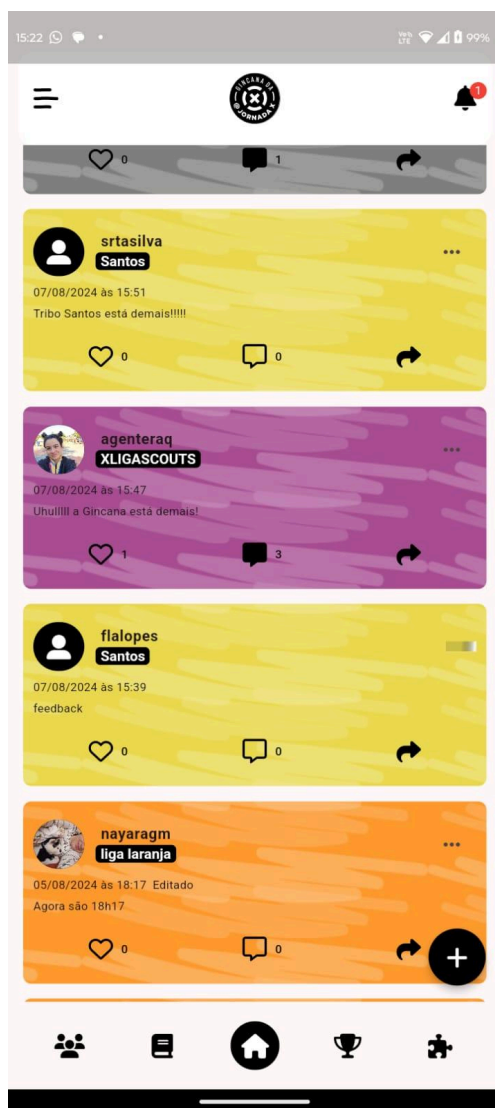 15:22
Vo))
LTE
99%
GINCANA DA
JORNADA X
1
0
1
srtasilva
Santos
07/08/2024 às 15:51
Tribo Santos está demais!!!!!
0
0
agenteraq
XLIGASCOUTS
07/08/2024 às 15:47
Uhulllll a Gincana está demais!
1
3
flalopes
Santos
07/08/2024 às 15:39
feedback
0
0
nayaragm
liga laranja
05/08/2024 às 18:17 Editado
Agora são 18h17
0
0